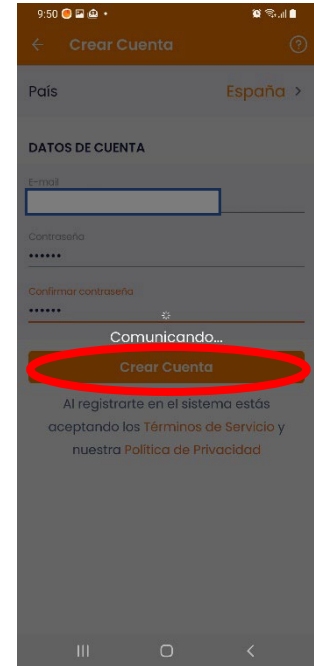 9:50
Crear Cuenta
País España
DATOS DE CUENTA
E-mail
Contraseña
••••••
Confirmar contraseña
••••••
Comunicando...
Crear Cuenta
Al registrarte en el sistema estás
aceptando los Términos de Servicio y
nuestra Política de Privacidad